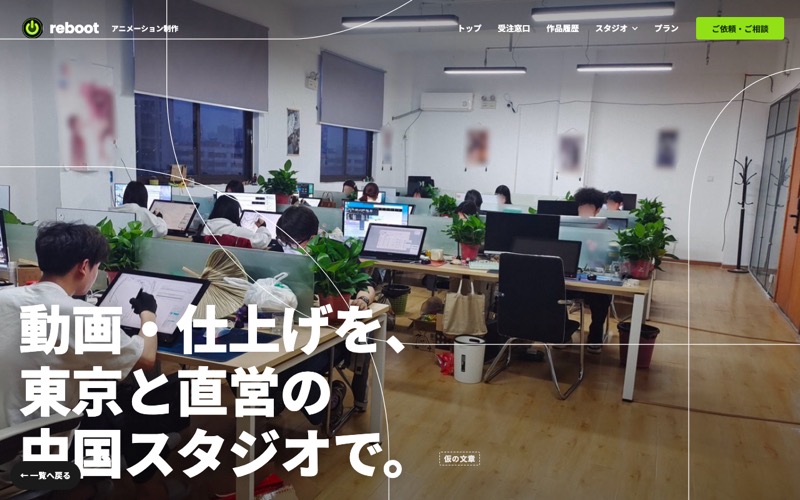 reboot アニメーション制作 トップ 受注窓口 作品履歴 スタジオ プラン ご依頼・ご相談
動画・仕上げを、
東京と直営の
中国スタジオで。
仮の文章
← 一覧へ戻る